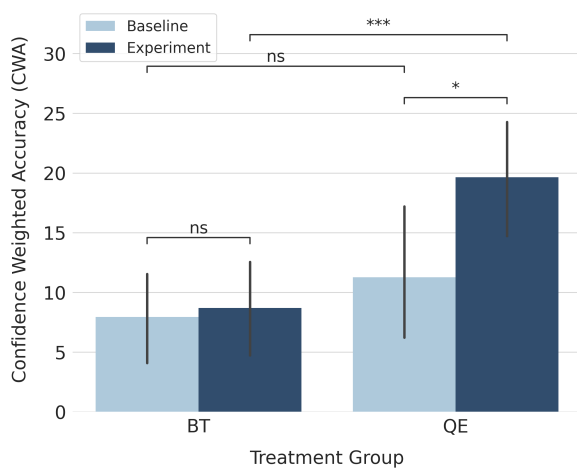 Baseline
Experiment
***
ns
*
ns
30
25
20
15
10
5
0
Confidence Weighted Accuracy (CWA)
BT
QE
Treatment Group